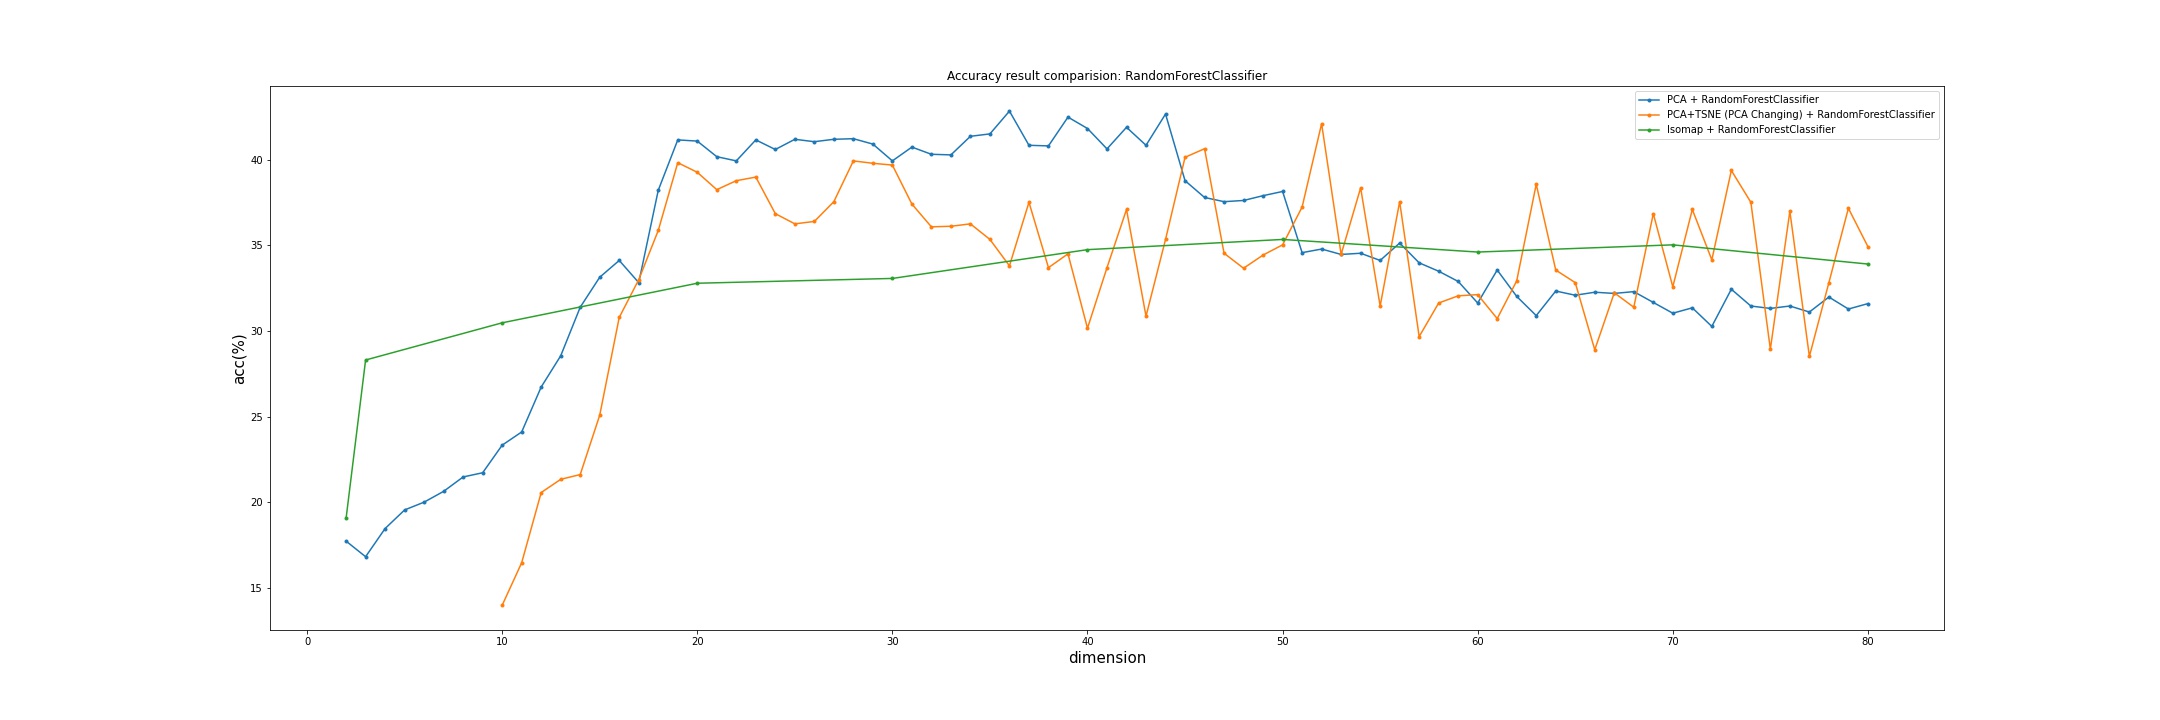 Accuracy result comparision: RandomForestClassifier
PCA + RandomForestClassifier
PCA+TSNE (PCA Changing) + RandomForestClassifier
Isomap + RandomForestClassifier
40
35
30
25
20
15
acc(%)
0 10 20 30 40 50 60 70 80
dimension